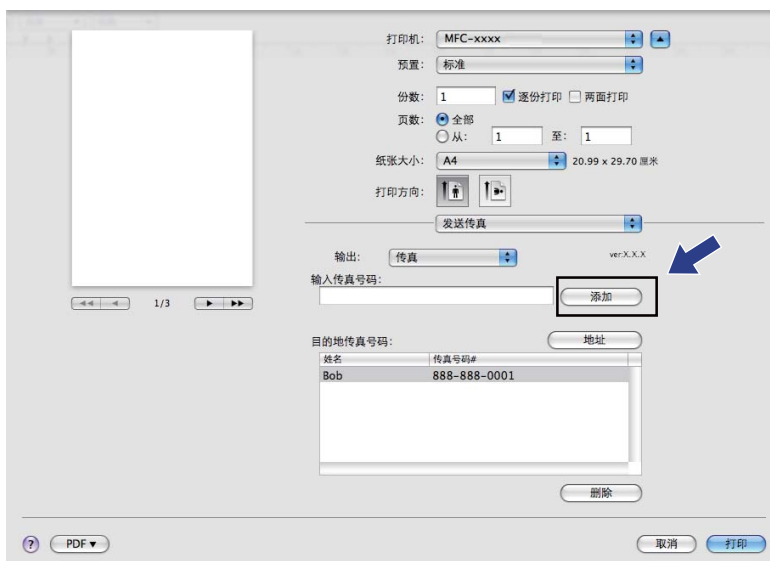 打印机: MFC-xxxx
预置: 标准
份数: 1 逐份打印 两面打印
页数: 全部
从: 1 至: 1
纸张大小: A4 20.99 x 29.70 厘米
打印方向:
发送传真
输出: 传真 ver:X.X.X
输入传真号码:
添加
1/3
目的地传真号码: 地址
姓名 传真号码#
Bob 888-888-0001
删除
? PDF▼ 取消 打印